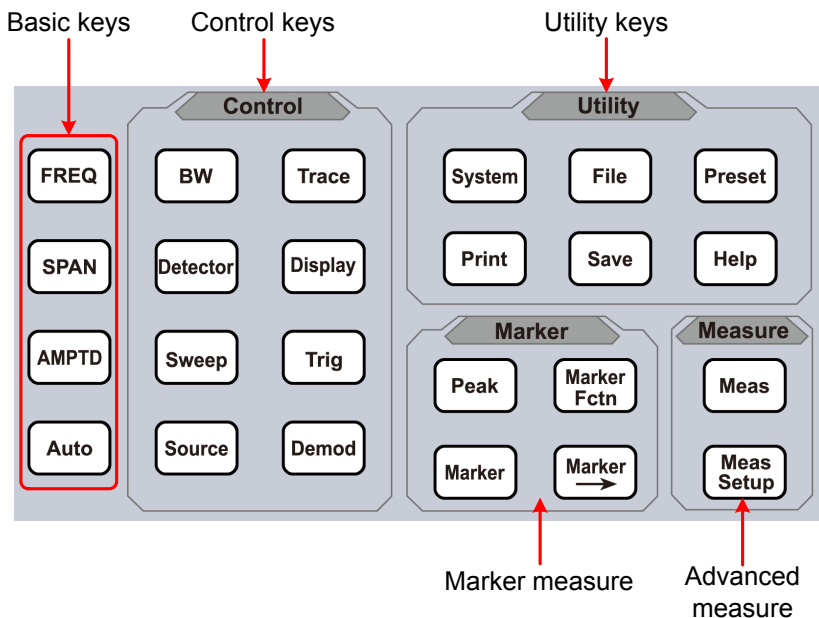 Basic keys
Control keys
Utility keys
Control
Utility
FREQ
BW
Trace
System
File
Preset
SPAN
Detector
Display
Print
Save
Help
Marker
Measure
AMPTD
Sweep
Trig
Peak
Marker
Fctn
Meas
Auto
Source
Demod
Marker
Marker
Meas
Setup
Marker measure
Advanced
measure